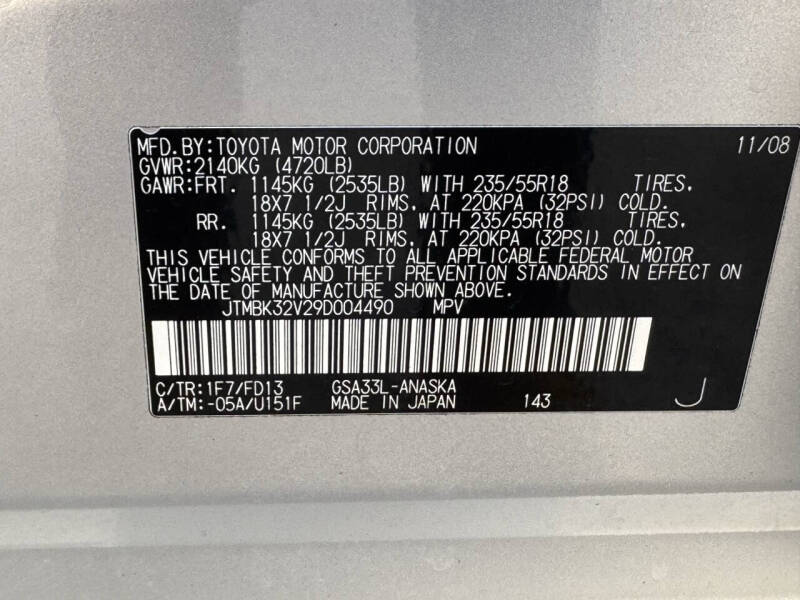 MFD.BY:TOYOTA MOTOR CORPORATION 11/08
GVWR:2140KG (4720LB)
GAWR:FRT. 1145KG (2535LB) WITH 235/55R18 TIRES,
18X7 1/2J RIMS, AT 220KPA (32PSI) COLD.
RR. 1145KG (2535LB) WITH 235/55R18 TIRES,
18X7 1/2J RIMS, AT 220KPA (32PSI) COLD.
THIS VEHICLE CONFORMS TO ALL APPLICABLE FEDERAL MOTOR
VEHICLE SAFETY AND THEFT PREVENTION STANDARDS IN EFFECT ON
THE DATE OF MANUFACTURE SHOWN ABOVE.
JTMBK32V29D004490 MPV
C/TR:1F7/FD13 GSA33L-ANASKA
A/TM:-05A/U151F MADE IN JAPAN 143 J